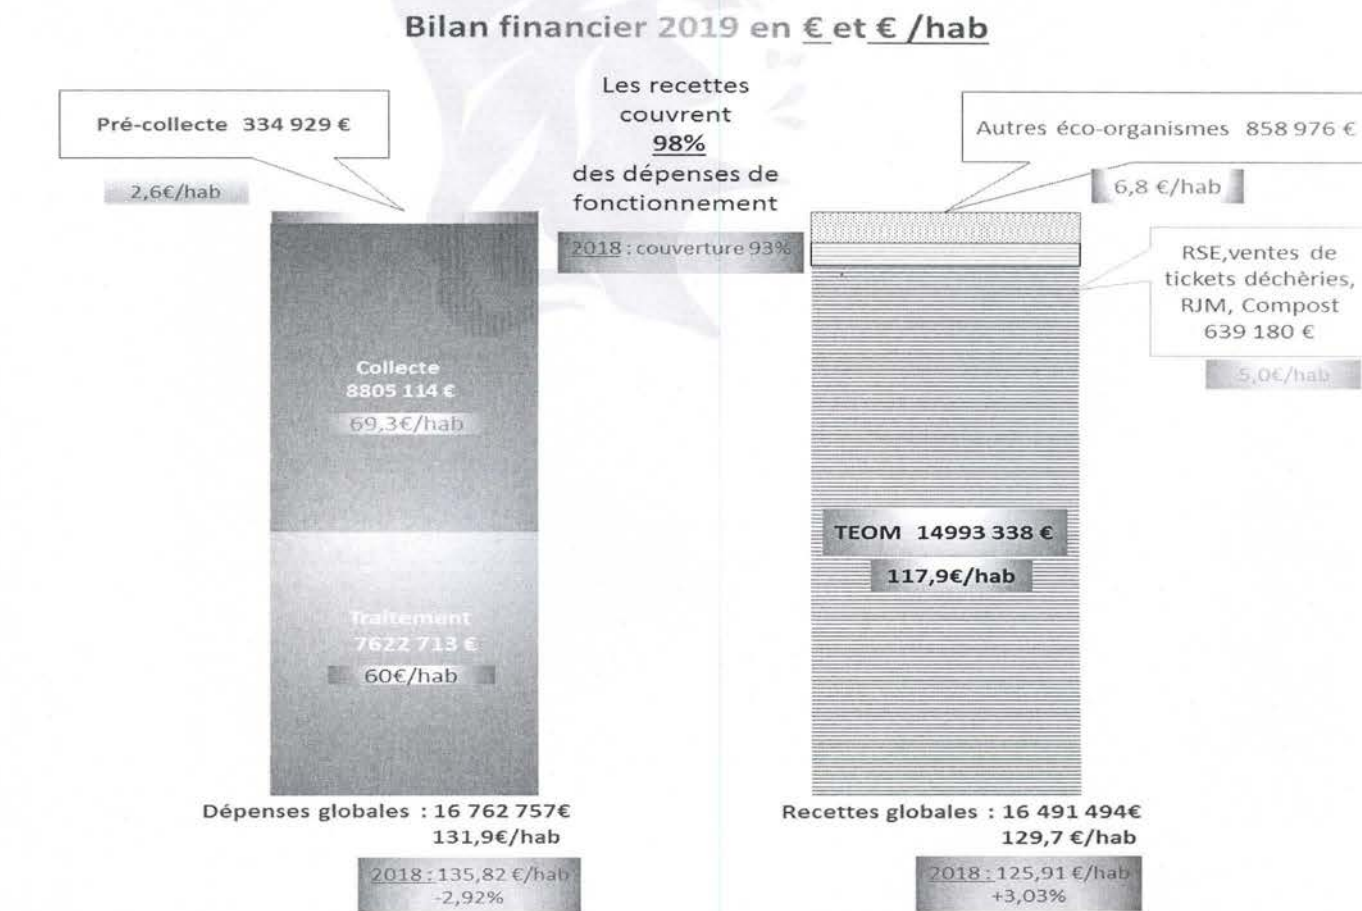 Bilan financier 2019 en € et € /hab
Pré-collecte 334 929 €
2,6€/hab
Les recettes
couvrent
98%
des dépenses de
fonctionnement
2018 : couverture 93%
Autres éco-organismes 858 976 €
6,8 €/hab
RSE,ventes de
tickets déchèries,
RJM, Compost
639 180 €
5,0€/hab
Collecte
8805 114 €
69,3€/hab
Traitement
7622 713 €
60€/hab
TEOM 14993 338 €
117,9€/hab
Dépenses globales : 16 762 757€
131,9€/hab
2018 : 135,82 €/hab
-2,92%
Recettes globales : 16 491 494€
129,7 €/hab
2018 : 125,91 €/hab
+3,03%